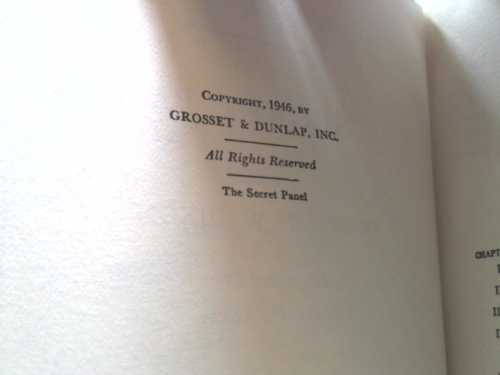 COPYRIGHT, 1946, BY
GROSSET & DUNLAP, INC.
All Rights Reserved
The Secret Panel